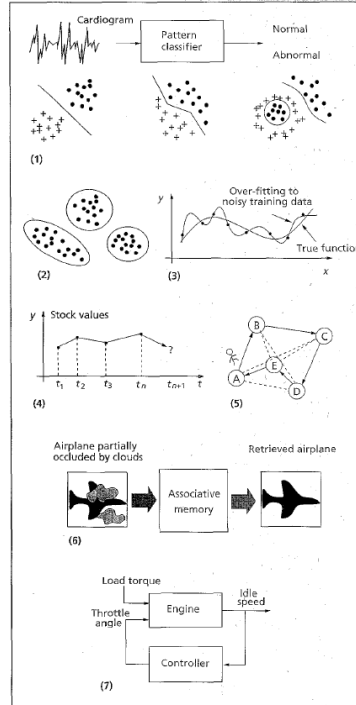 Cardiogram
Pattern
classifier
Normal
Abnormal
(1)
(2)
y
Over-fitting to
noisy training data
True function
x
(3)
y
Stock values
?
t1 t2 t3 tn tn+1 t
(4)
B
C
A
E
D
(5)
Airplane partially
occluded by clouds
Retrieved airplane
Associative
memory
(6)
Load torque
Throttle
angle
Engine
Idle
speed
Controller
(7)